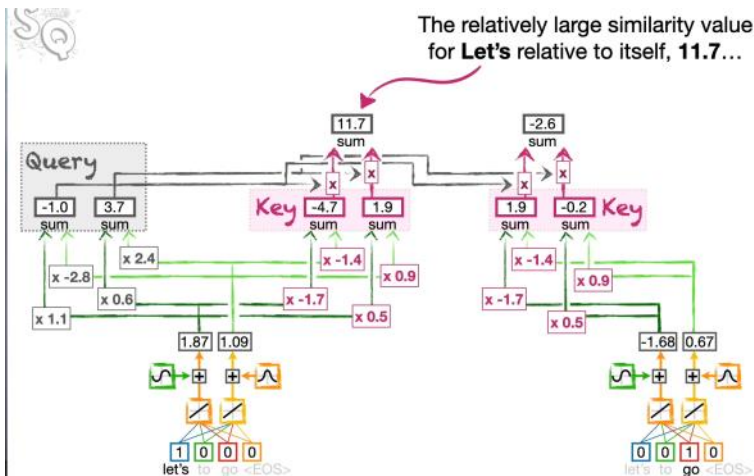 SQ
The relatively large similarity value
for Let's relative to itself, 11.7…
11.7 -2.6
sum sum
Query
x x x x
-1.0 3.7 Key -4.7 1.9 1.9 -0.2 Key
sum sum sum sum sum sum
x 2.4 x -1.4 x -1.4
x -2.8 x 0.9 x 0.9
x 0.6 x -1.7 x -1.7
x 1.1 x 0.5 x 0.5
1.87 1.09 -1.68 0.67
+ + + +
1 0 0 0 0 0 1 0
let's to go <EOS> let's to go <EOS>